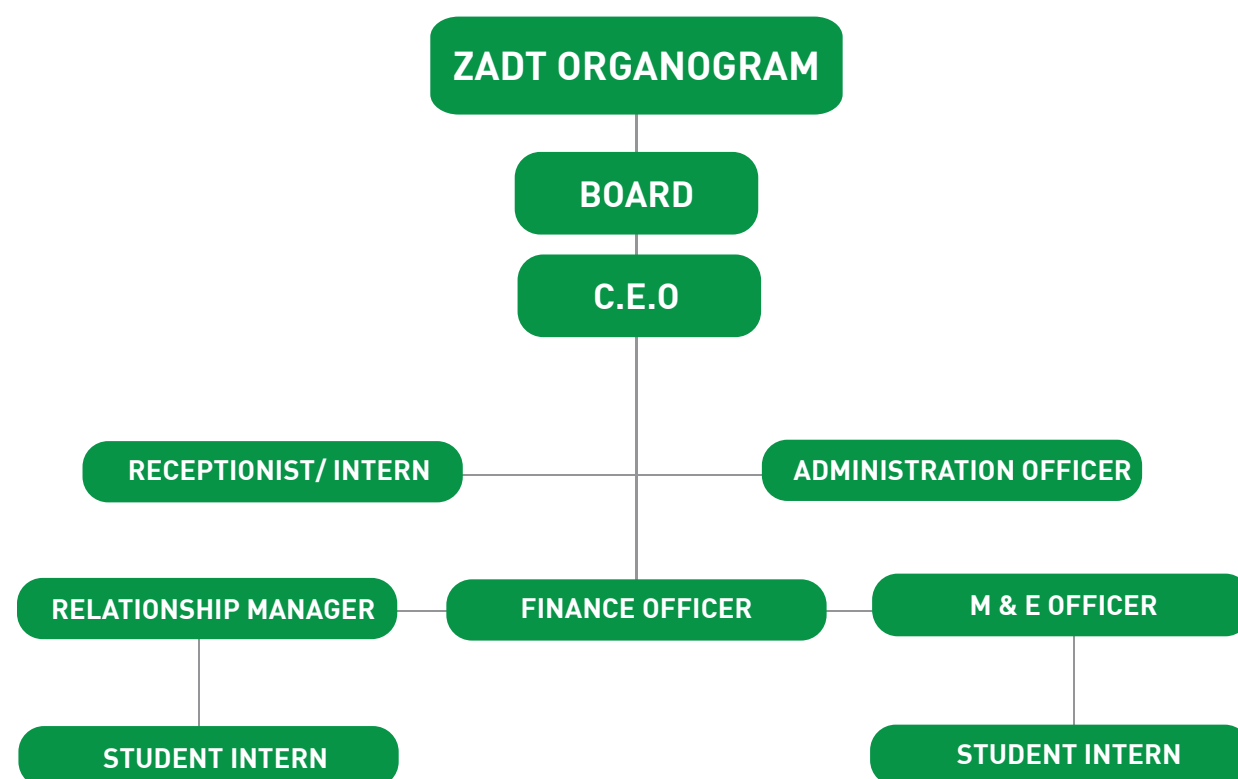 ZADT ORGANOGRAM
BOARD
C.E.O
RECEPTIONIST/ INTERN
ADMINISTRATION OFFICER
RELATIONSHIP MANAGER
FINANCE OFFICER
M & E OFFICER
STUDENT INTERN
STUDENT INTERN